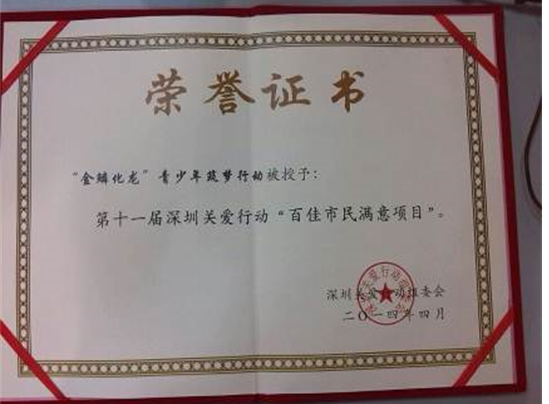 荣誉证书
“金鳞化龙”青少年筑梦行动被授予：
第十一届深圳关爱行动“百佳市民满意项目”。
深圳关爱行动组委会
二〇一四年四月